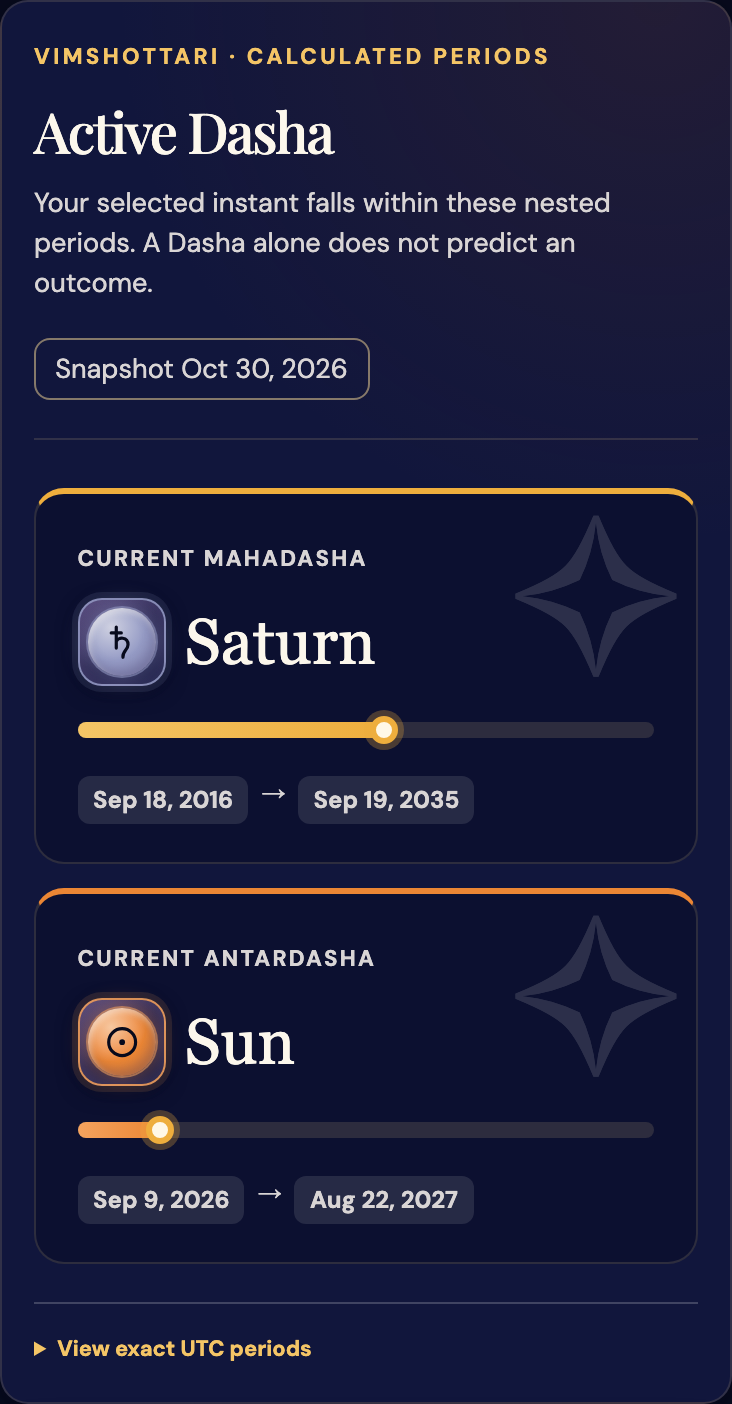 VIMSHOTTARI · CALCULATED PERIODS
Active Dasha
Your selected instant falls within these nested
periods. A Dasha alone does not predict an
outcome.
Snapshot Oct 30, 2026
CURRENT MAHADASHA
♄ Saturn
Sep 18, 2016 → Sep 19, 2035
CURRENT ANTARDASHA
☉ Sun
Sep 9, 2026 → Aug 22, 2027
▶ View exact UTC periods